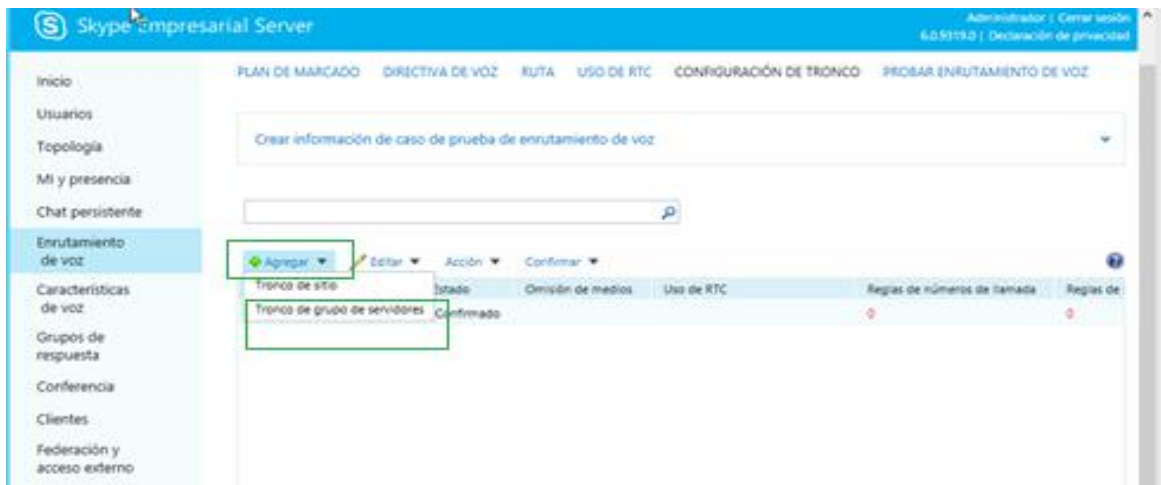 Skype Empresarial Server
Administrador | Cerrar sesión
6.0.9319.0 | Declaración de privacidad
Inicio
Usuarios
Topología
MI y presencia
Chat persistente
Enrutamiento
de voz
Características
de voz
Grupos de
respuesta
Conferencia
Clientes
Federación y
acceso externo
PLAN DE MARCADO DIRECTIVA DE VOZ RUTA USO DE RTC CONFIGURACIÓN DE TRONCO PROBAR ENRUTAMIENTO DE VOZ
Crear información de caso de prueba de enrutamiento de voz
Agregar Editar Acción Confirmar
Tronco de sitio
Tronco de grupo de servidores
Estado Omisión de medios Uso de RTC Reglas de números de llamada Reglas de
Confirmado 0 0